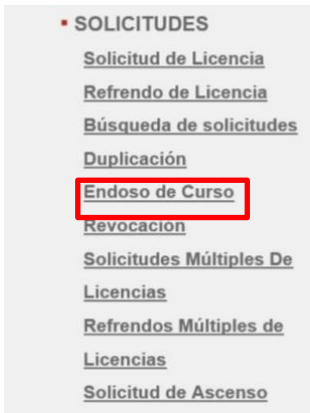 SOLICITUDES
Solicitud de Licencia
Refrendo de Licencia
Búsqueda de solicitudes
Duplicación
Endoso de Curso
Revocación
Solicitudes Múltiples De
Licencias
Refrendos Múltiples de
Licencias
Solicitud de Ascenso